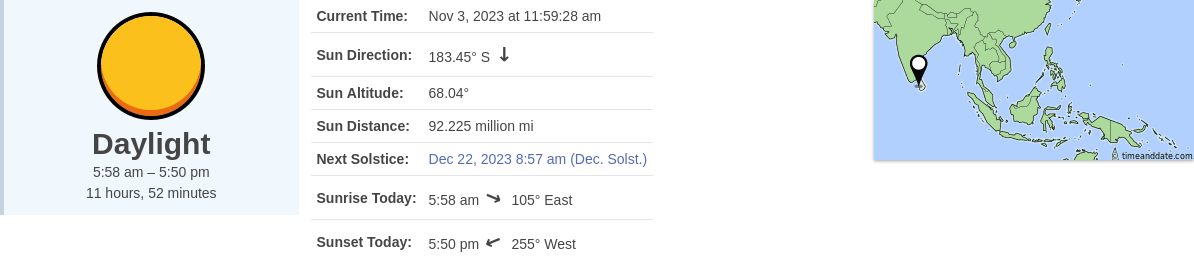 Daylight
5:58 am – 5:50 pm
11 hours, 52 minutes
Current Time: Nov 3, 2023 at 11:59:28 am
Sun Direction: 183.45° S ↓
Sun Altitude: 68.04°
Sun Distance: 92.225 million mi
Next Solstice: Dec 22, 2023 8:57 am (Dec. Solst.)
Sunrise Today: 5:58 am ➘ 105° East
Sunset Today: 5:50 pm ↙ 255° West
© timeanddate.com